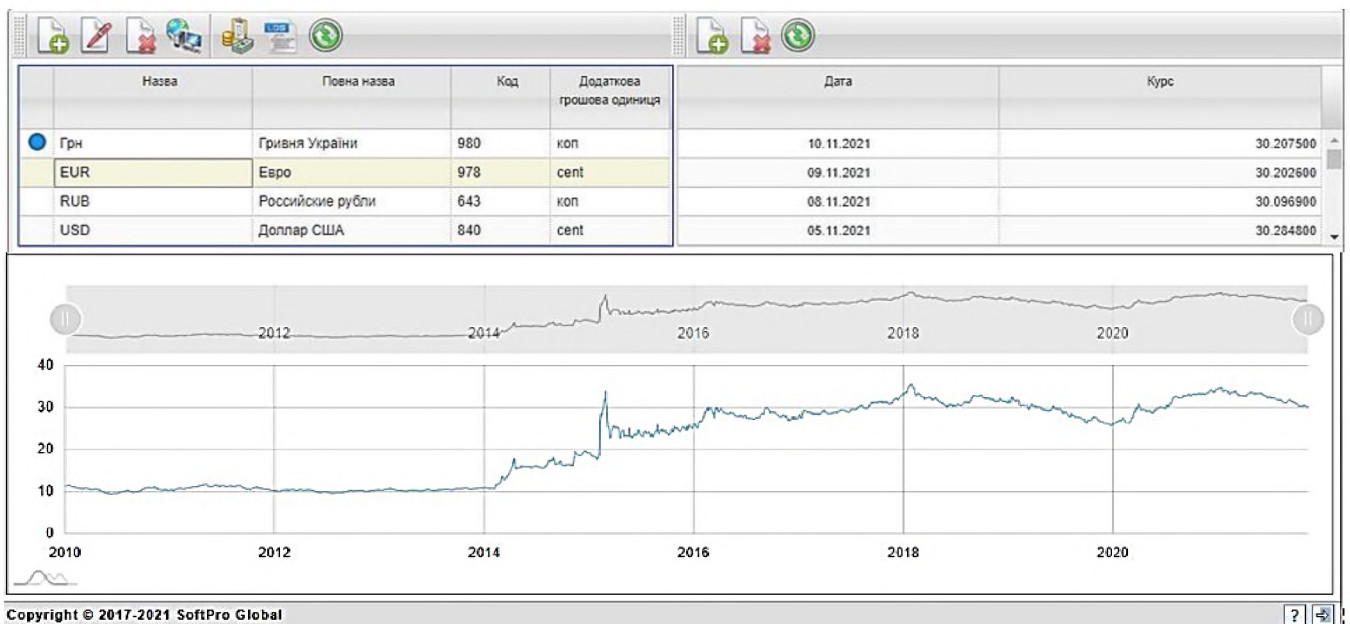 LOG
Назва Повна назва Код Додаткова грошова одиниця Дата Курс
Грн Гривня України 980 коп 10.11.2021 30.207500
EUR Евро 978 cent 09.11.2021 30.202600
RUB Российские рубли 643 коп 08.11.2021 30.096900
USD Доллар США 840 cent 05.11.2021 30.284800
2012 2014 2016 2018 2020
40
30
20
10
0
2010 2012 2014 2016 2018 2020
Copyright © 2017-2021 SoftPro Global ?